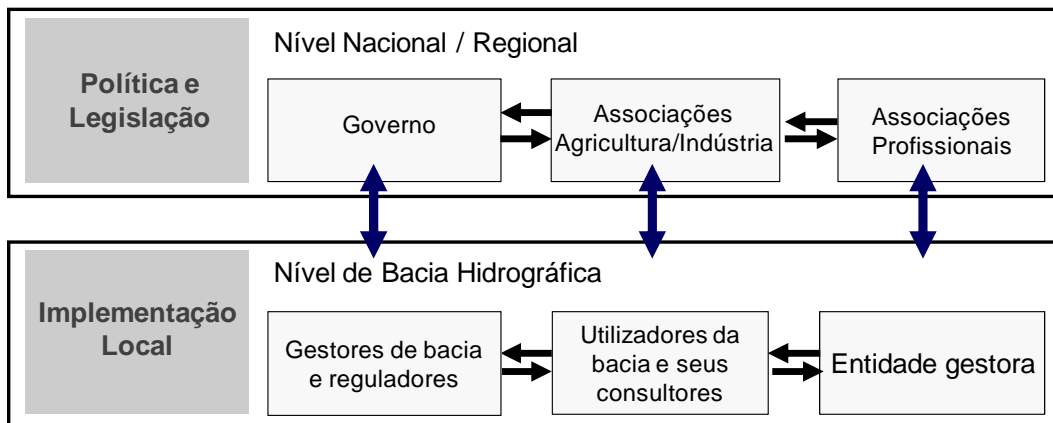 Política e
Legislação
Nível Nacional / Regional
Governo
Associações
Agricultura/Indústria
Associações
Profissionais
Implementação
Local
Nível de Bacia Hidrográfica
Gestores de bacia
e reguladores
Utilizadores da
bacia e seus
consultores
Entidade gestora